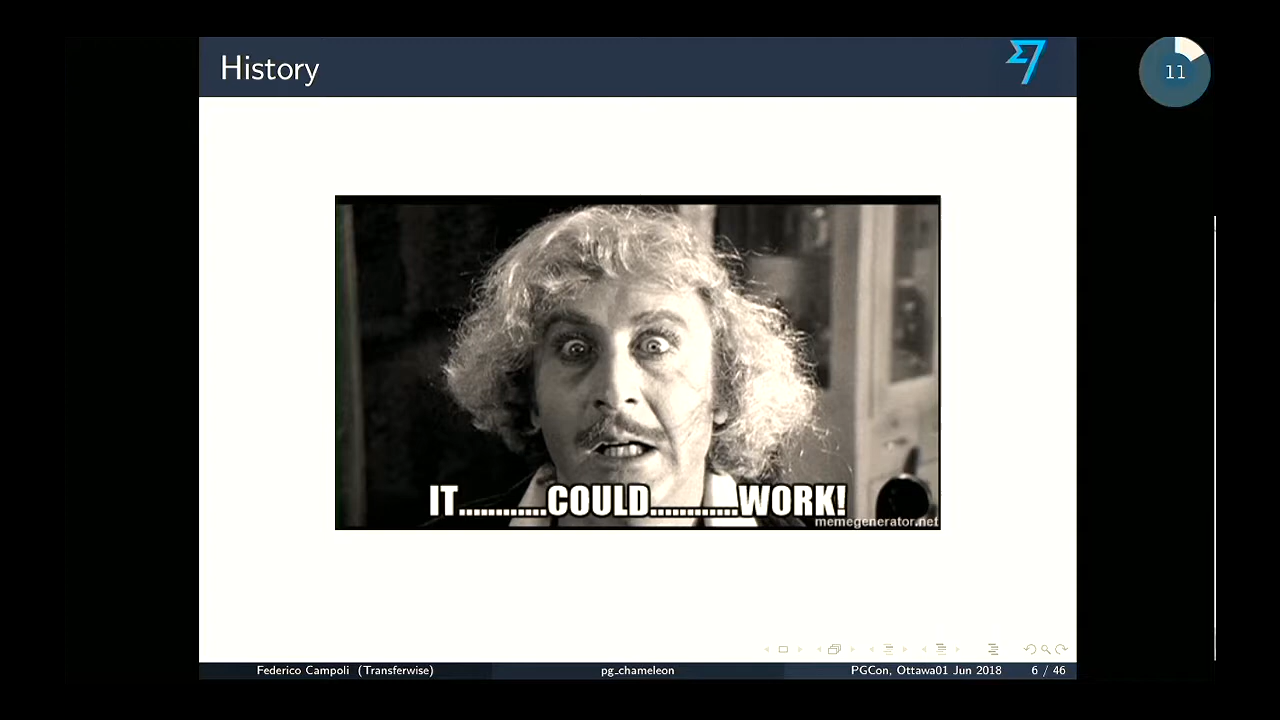 History
11
IT............COULD............WORK!
memegenerator.net
Federico Campoli (Transferwise)
pg_chameleon
PGCon, Ottawa01 Jun 2018
6 / 46